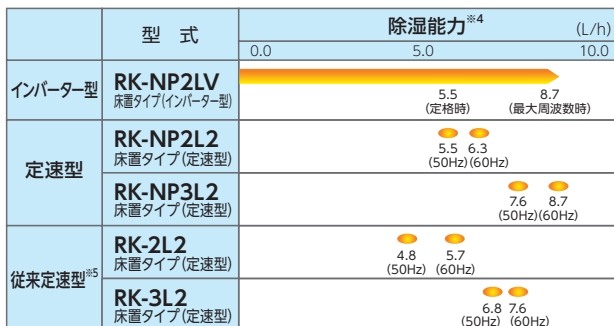 型 式
除湿能力※4
(L/h)
0.0 5.0 10.0
インバーター型
RK-NP2LV
床置タイプ(インバーター型)
5.5 8.7
(定格時) (最大周波数時)
定速型
RK-NP2L2
床置タイプ(定速型)
5.5 6.3
(50Hz) (60Hz)
RK-NP3L2
床置タイプ(定速型)
7.6 8.7
(50Hz) (60Hz)
従来定速型※5
RK-2L2
床置タイプ(定速型)
4.8 5.7
(50Hz) (60Hz)
RK-3L2
床置タイプ(定速型)
6.8 7.6
(50Hz) (60Hz)